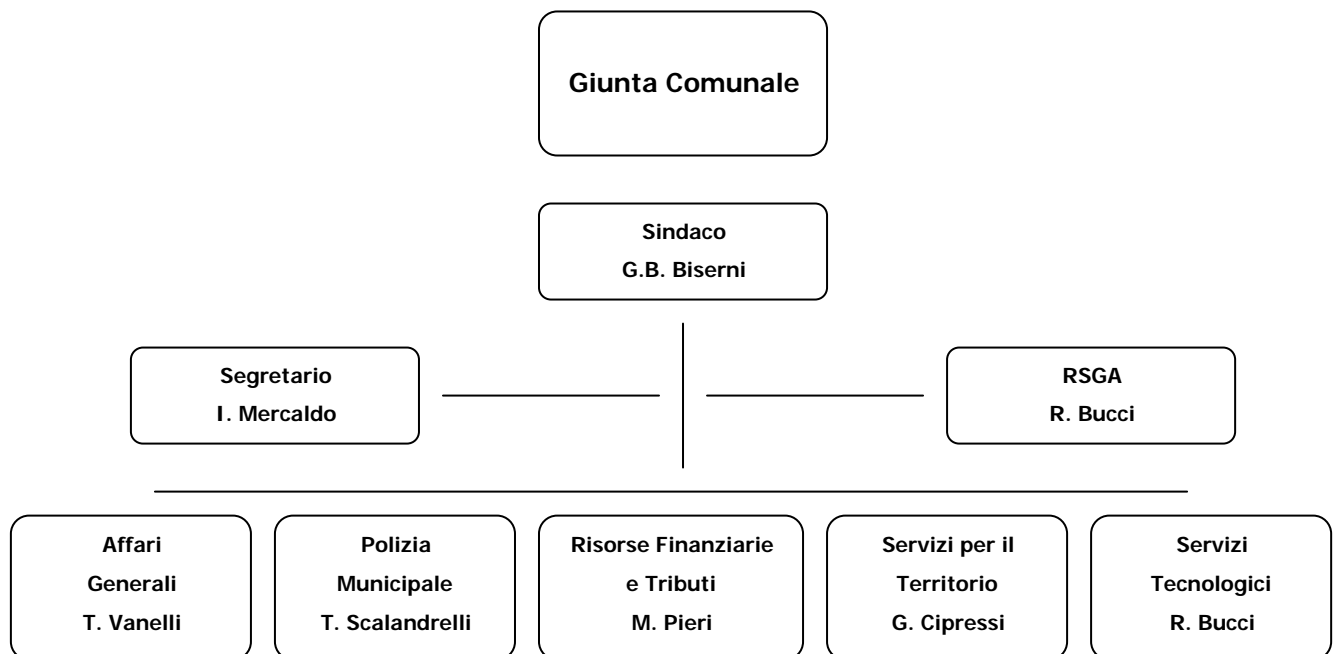 Giunta Comunale
Sindaco
G.B. Biserni
Segretario
I. Mercaldo
RSGA
R. Bucci
Affari
Generali
T. Vanelli
Polizia
Municipale
T. Scalandrelli
Risorse Finanziarie
e Tributi
M. Pieri
Servizi per il
Territorio
G. Cipressi
Servizi
Tecnologici
R. Bucci